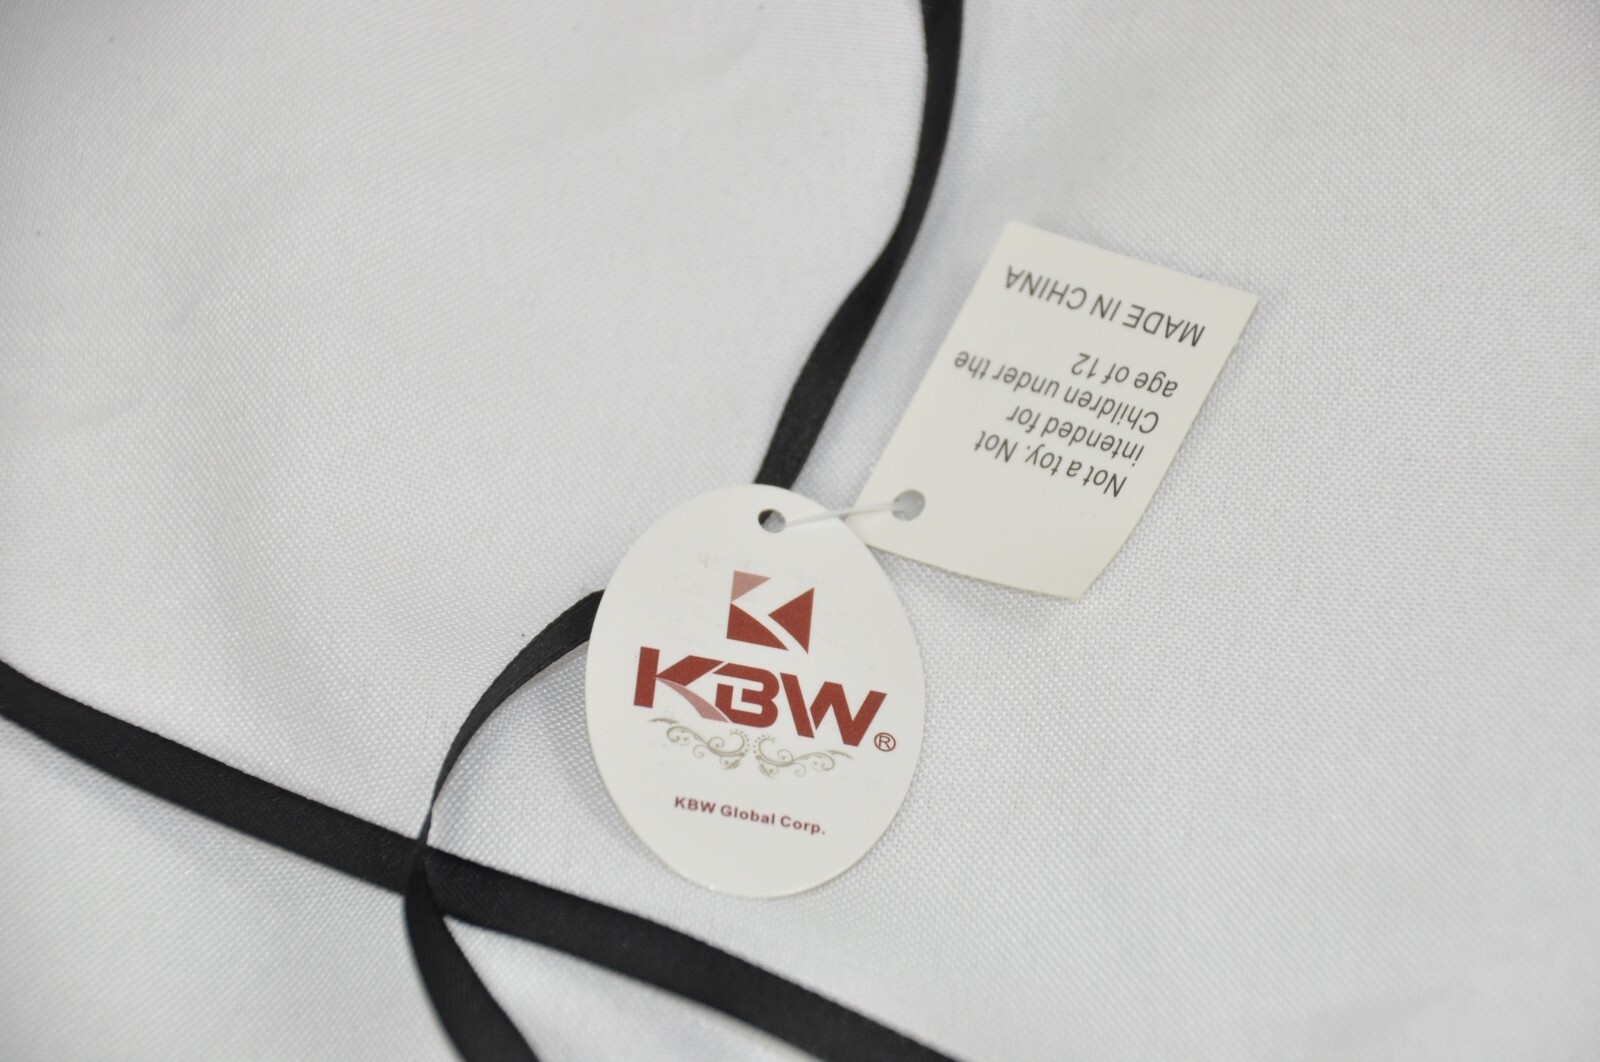 KBW®
KBW Global Corp.
Not a toy. Not
intended for
Children under the
age of 12
MADE IN CHINA